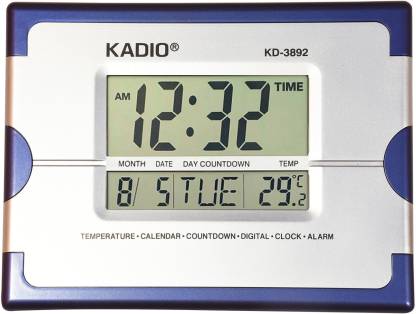 KADIO® KD-3892
AM 12:32 TIME
MONTH DATE DAY COUNTDOWN TEMP
8/ 5 TUE 29.2°C
TEMPERATURE • CALENDAR • COUNTDOWN • DIGITAL • CLOCK • ALARM